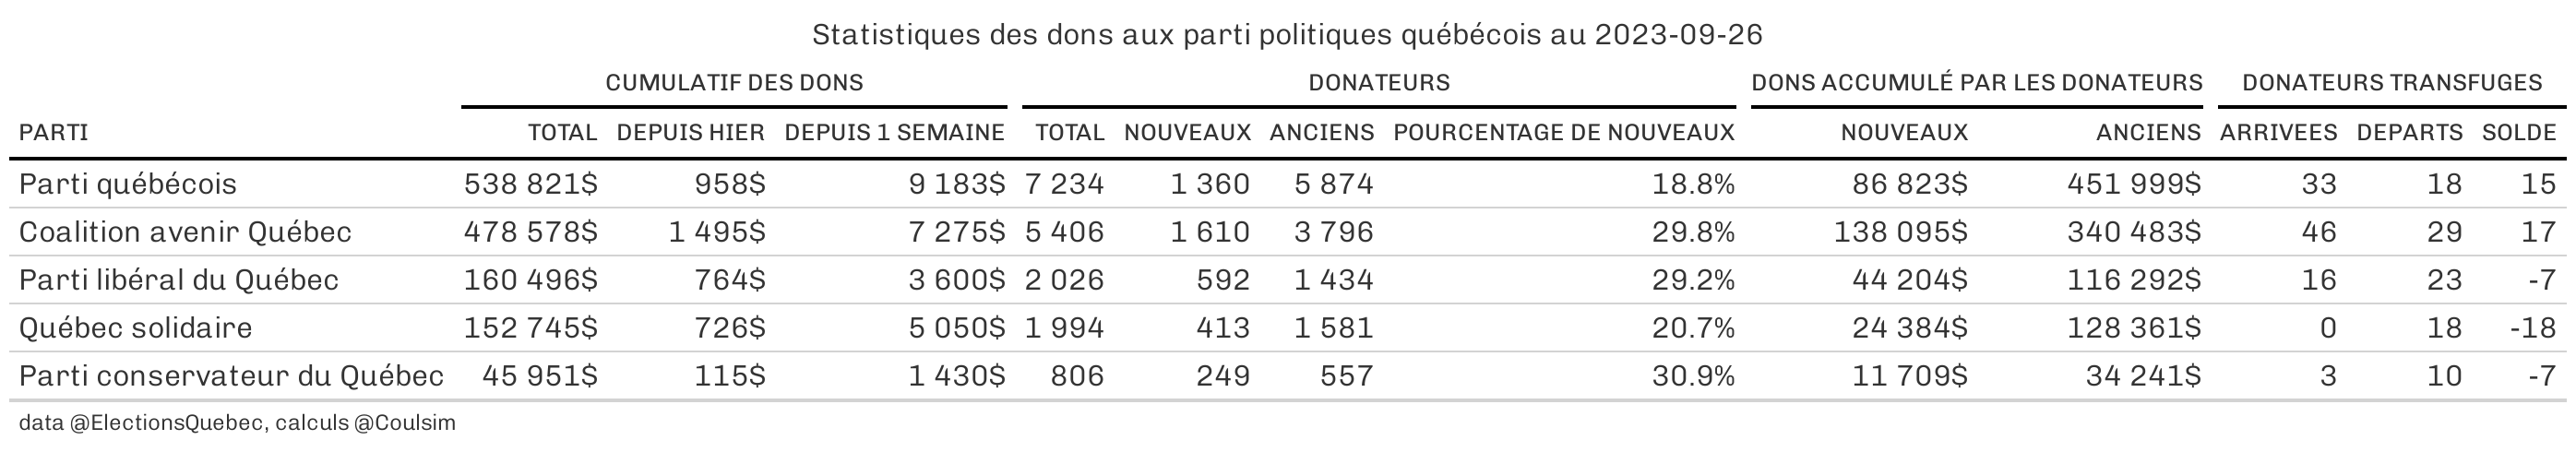 Statistiques des dons aux parti politiques québécois au 2023-09-26
CUMULATIF DES DONS DONATEURS DONS ACCUMULÉ PAR LES DONATEURS DONATEURS TRANSFUGES
PARTI TOTAL DEPUIS HIER DEPUIS 1 SEMAINE TOTAL NOUVEAUX ANCIENS POURCENTAGE DE NOUVEAUX NOUVEAUX ANCIENS ARRIVEES DEPARTS SOLDE
Parti québécois 538 821$ 958$ 9 183$ 7 234 1 360 5 874 18.8% 86 823$ 451 999$ 33 18 15
Coalition avenir Québec 478 578$ 1 495$ 7 275$ 5 406 1 610 3 796 29.8% 138 095$ 340 483$ 46 29 17
Parti libéral du Québec 160 496$ 764$ 3 600$ 2 026 592 1 434 29.2% 44 204$ 116 292$ 16 23 -7
Québec solidaire 152 745$ 726$ 5 050$ 1 994 413 1 581 20.7% 24 384$ 128 361$ 0 18 -18
Parti conservateur du Québec 45 951$ 115$ 1 430$ 806 249 557 30.9% 11 709$ 34 241$ 3 10 -7
data @ElectionsQuebec, calculs @Coulsim